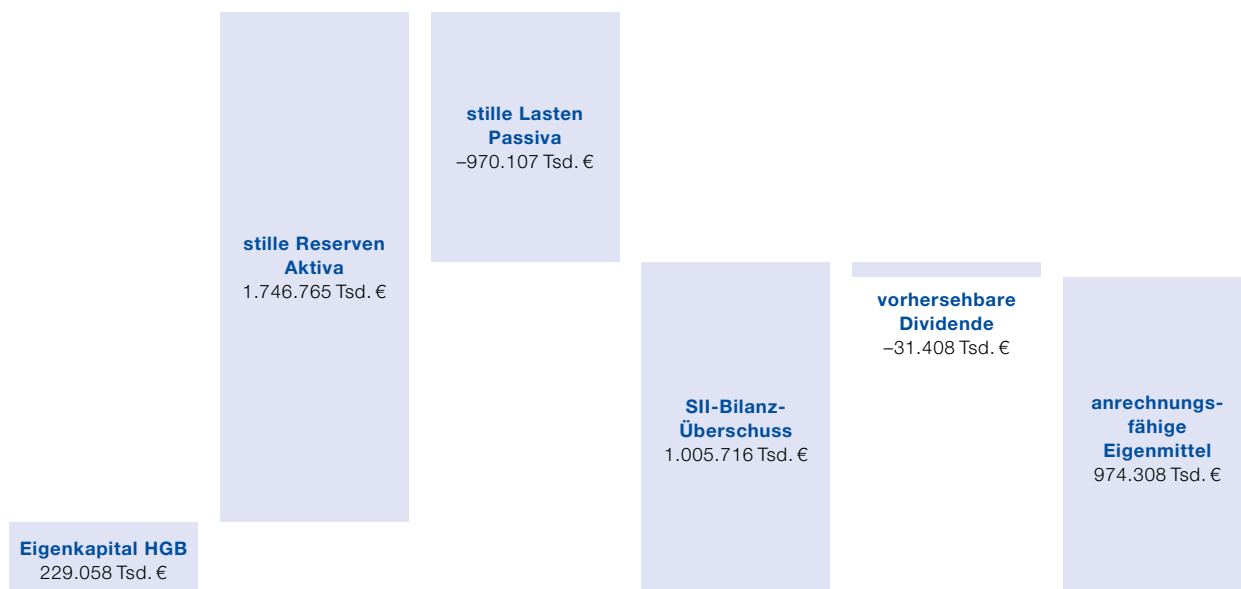 Eigenkapital HGB
229.058 Tsd. €
stille Reserven
Aktiva
1.746.765 Tsd. €
stille Lasten
Passiva
–970.107 Tsd. €
SII-Bilanz-
Überschuss
1.005.716 Tsd. €
vorhersehbare
Dividende
–31.408 Tsd. €
anrechnungs-
fähige
Eigenmittel
974.308 Tsd. €